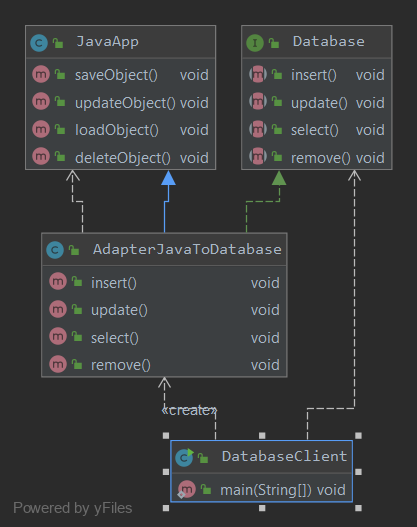 JavaApp
saveObject() void
updateObject() void
loadObject() void
deleteObject() void
Database
insert() void
update() void
select() void
remove() void
AdapterJavaToDatabase
insert() void
update() void
select() void
remove() void
«create»
DatabaseClient
main(String[]) void
Powered by yFiles